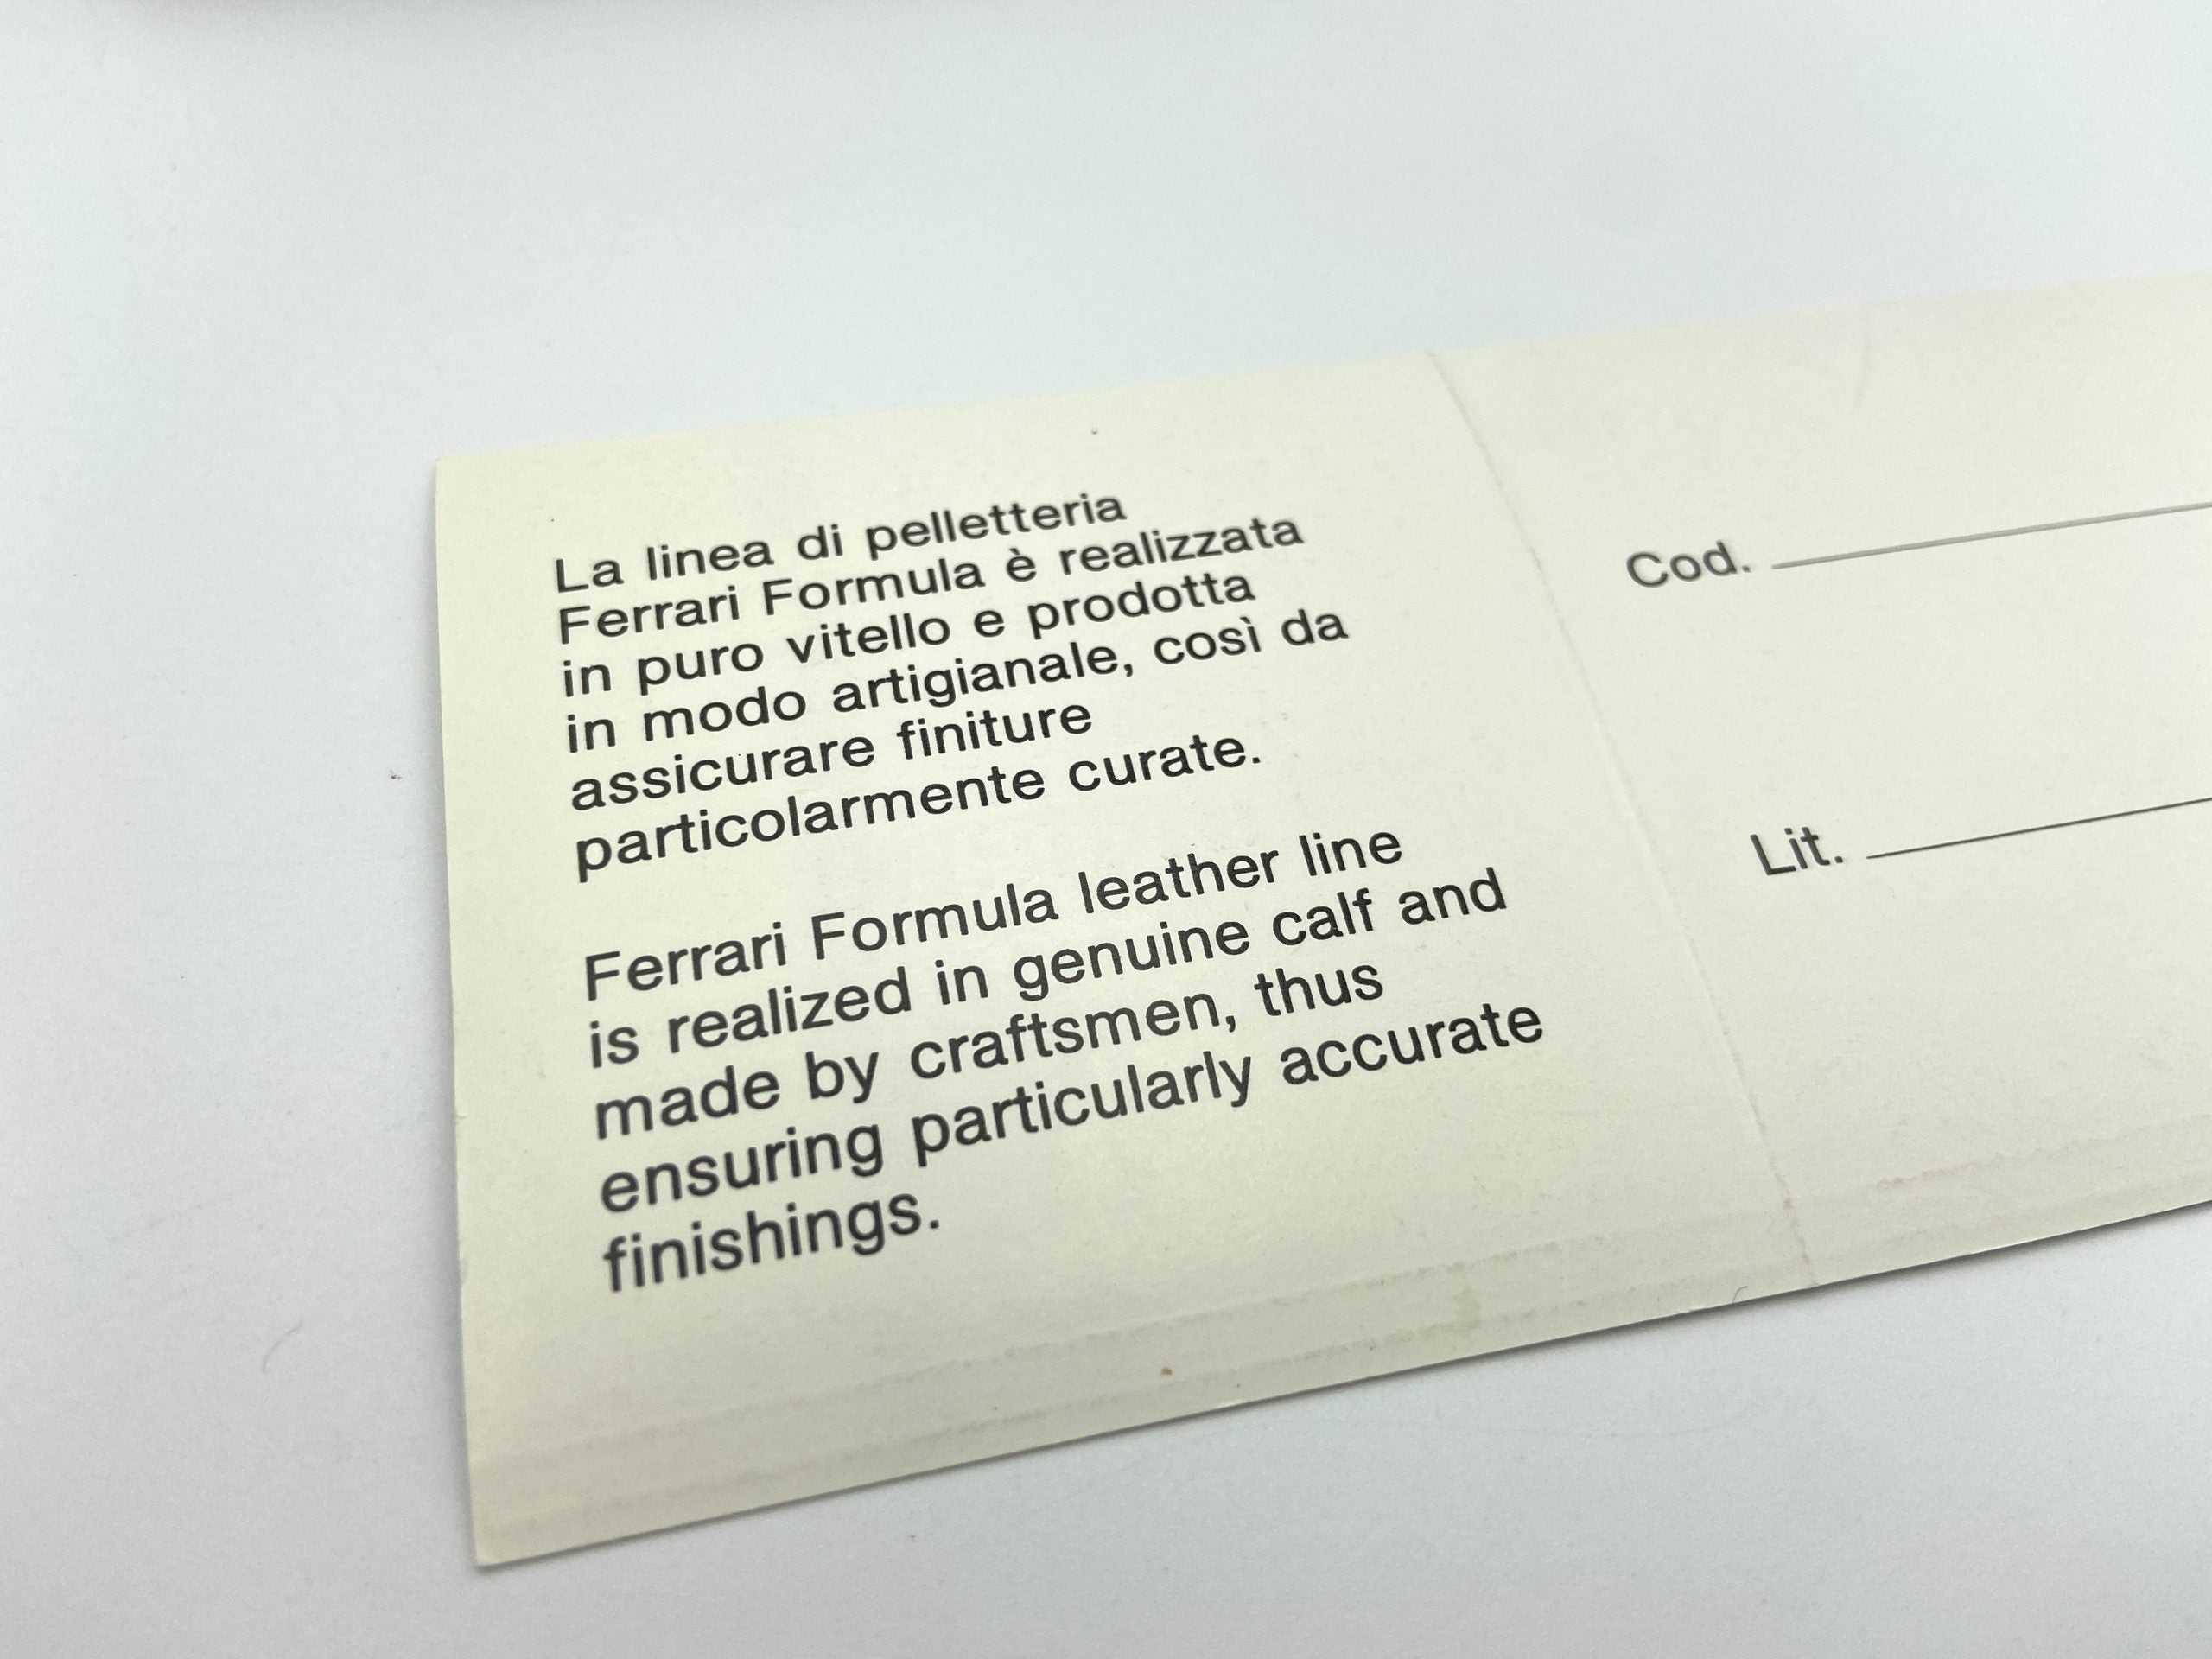 La linea di pelletteria
Ferrari Formula è realizzata
in puro vitello e prodotta
in modo artigianale, così da
assicurare finiture
particolarmente curate.
Ferrari Formula leather line
is realized in genuine calf and
made by craftsmen, thus
ensuring particularly accurate
finishings.
Cod.
Lit.